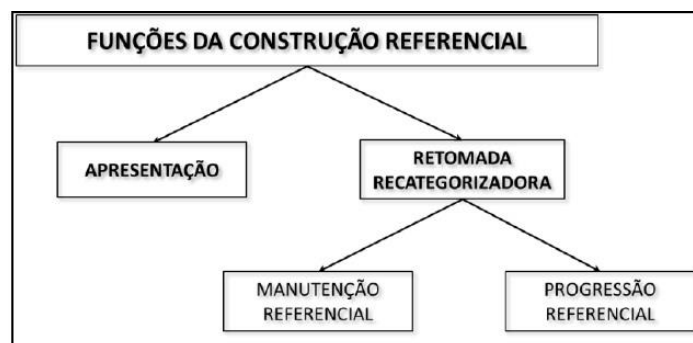 FUNÇÕES DA CONSTRUÇÃO REFERENCIAL
APRESENTAÇÃO
RETOMADA
RECATEGORIZADORA
MANUTENÇÃO
REFERENCIAL
PROGRESSÃO
REFERENCIAL